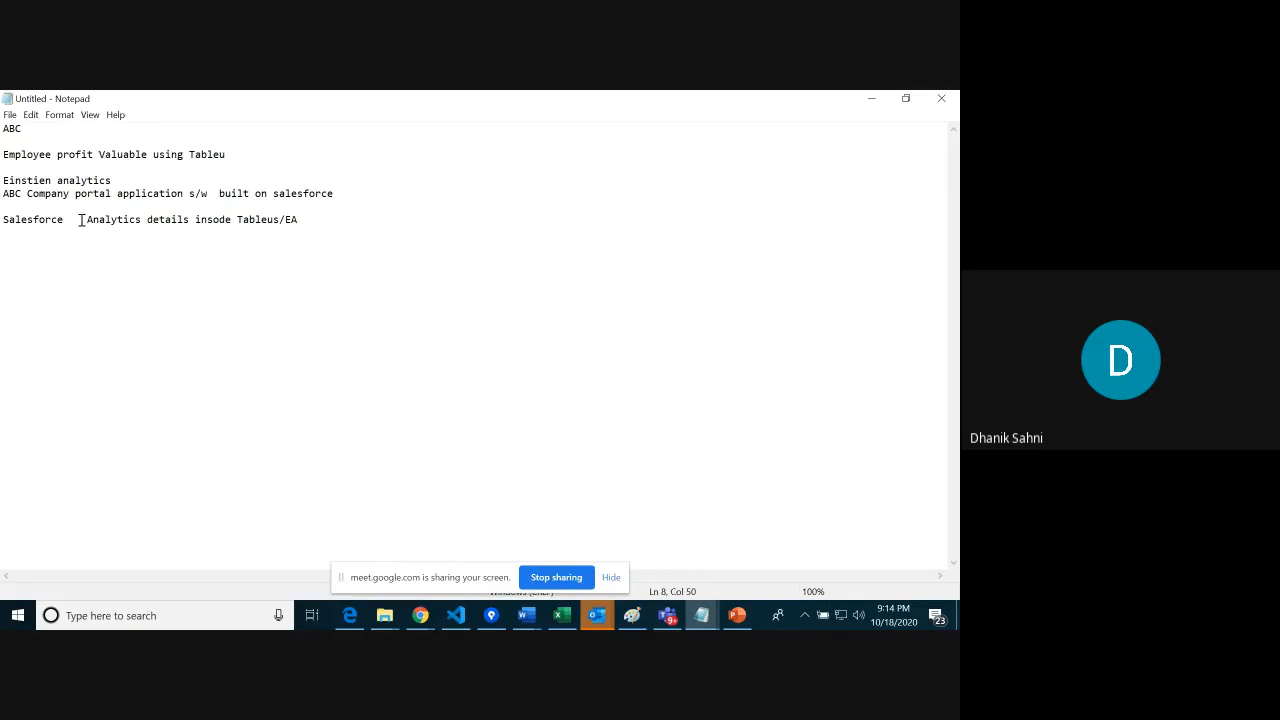 Untitled - Notepad
File Edit Format View Help
ABC
Employee profit Valuable using Tableu
Einstien analytics
ABC Company portal application s/w built on salesforce
Salesforce Analytics details insode Tableus/EA
D
Dhanik Sahni
meet.google.com is sharing your screen. Stop sharing Hide
Ln 8, Col 50 100%
Type here to search
9+
9:14 PM
10/18/2020
23